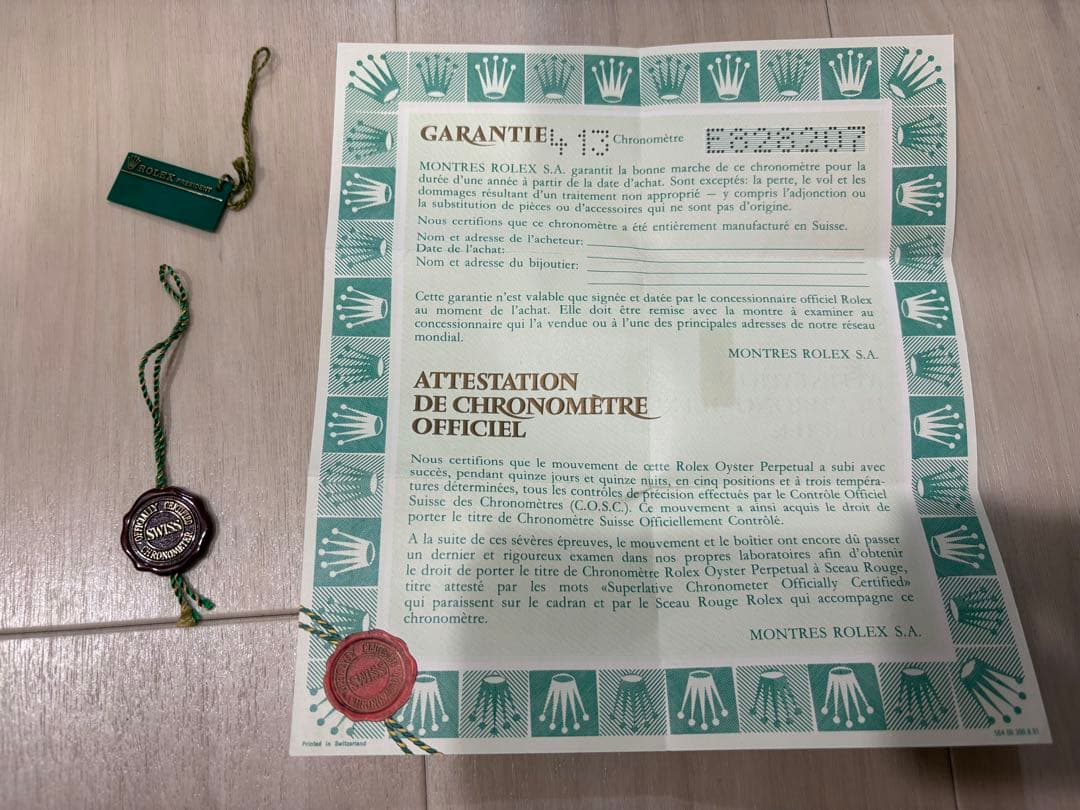 GARANTIE 413 Chronomètre E828207
MONTRES ROLEX S.A. garantit la bonne marche de ce chronomètre pour la
durée d'une année à partir de la date d'achat. Sont exceptés: la perte, le vol et les
dommages résultant d'un traitement non approprié – y compris l'adjonction ou
la substitution de pièces ou d'accessoires qui ne sont pas d'origine.
Nous certifions que ce chronomètre a été entièrement manufacturé en Suisse.
Nom et adresse de l'acheteur:
Date de l'achat:
Nom et adresse du bijoutier:
Cette garantie n'est valable que signée et datée par le concessionnaire officiel Rolex
au moment de l'achat. Elle doit être remise avec la montre à examiner au
concessionnaire qui l'a vendue ou à l'une des principales adresses de notre réseau
mondial.
MONTRES ROLEX S.A.
ATTESTATION
DE CHRONOMÈTRE
OFFICIEL
Nous certifions que le mouvement de cette Rolex Oyster Perpetual a subi avec
succès, pendant quinze jours et quinze nuits, en cinq positions et à trois tempéra-
tures déterminées, tous les contrôles de précision effectués par le Contrôle Officiel
Suisse des Chronomètres (C.O.S.C.). Ce mouvement a ainsi acquis le droit de
porter le titre de Chronomètre Suisse Officiellement Contrôlé.
A la suite de ces sévères épreuves, le mouvement et le boîtier ont encore dû passer
un dernier et rigoureux examen dans nos propres laboratoires afin d'obtenir
le droit de porter le titre de Chronomètre Rolex Oyster Perpetual à Sceau Rouge,
titre attesté par les mots «Superlative Chronometer Officially Certified»
qui paraissent sur le cadran et par le Sceau Rouge Rolex qui accompagne ce
chronomètre.
MONTRES ROLEX S.A.
Printed in Switzerland
ROLEX PRESIDENT
OFFICIALLY CERTIFIED
SWISS
CHRONOMETER
OFFICIALLY CERTIFIED
SWISS
CHRONOMETER